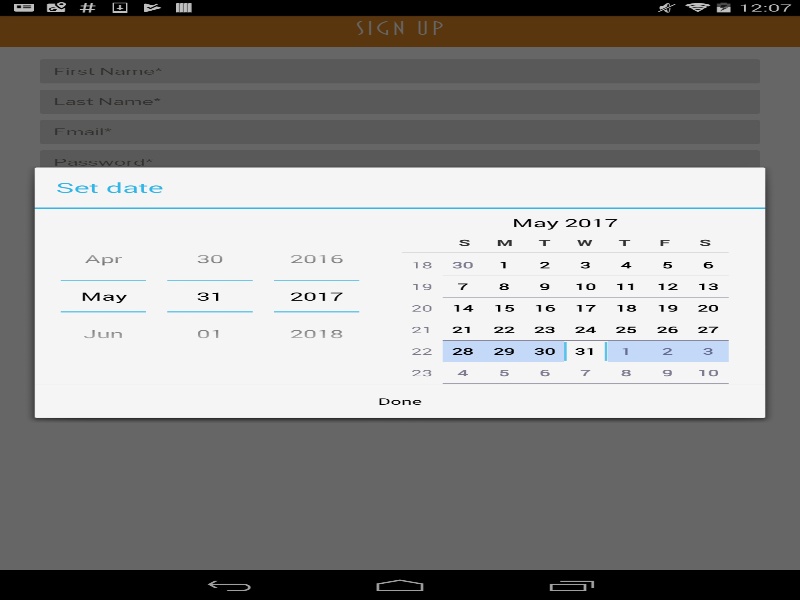 12:07
SIGN UP
First Name*
Last Name*
Email*
Password*
Set date
May 2017
S M T W T F S
Apr 30 2016
18 30 1 2 3 4 5 6
19 7 8 9 10 11 12 13
May 31 2017
20 14 15 16 17 18 19 20
21 21 22 23 24 25 26 27
Jun 01 2018
22 28 29 30 31 1 2 3
23 4 5 6 7 8 9 10
Done